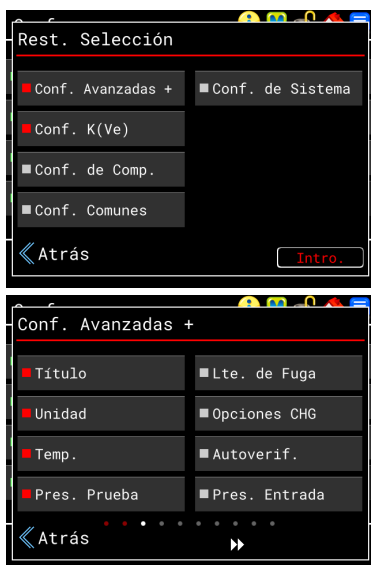 Rest. Selección
Conf. Avanzadas +
Conf. de Sistema
Conf. K(Ve)
Conf. de Comp.
Conf. Comunes
Atrás
Intro.
Conf. Avanzadas +
Título
Lte. de Fuga
Unidad
Opciones CHG
Temp.
Autoverif.
Pres. Prueba
Pres. Entrada
Atrás